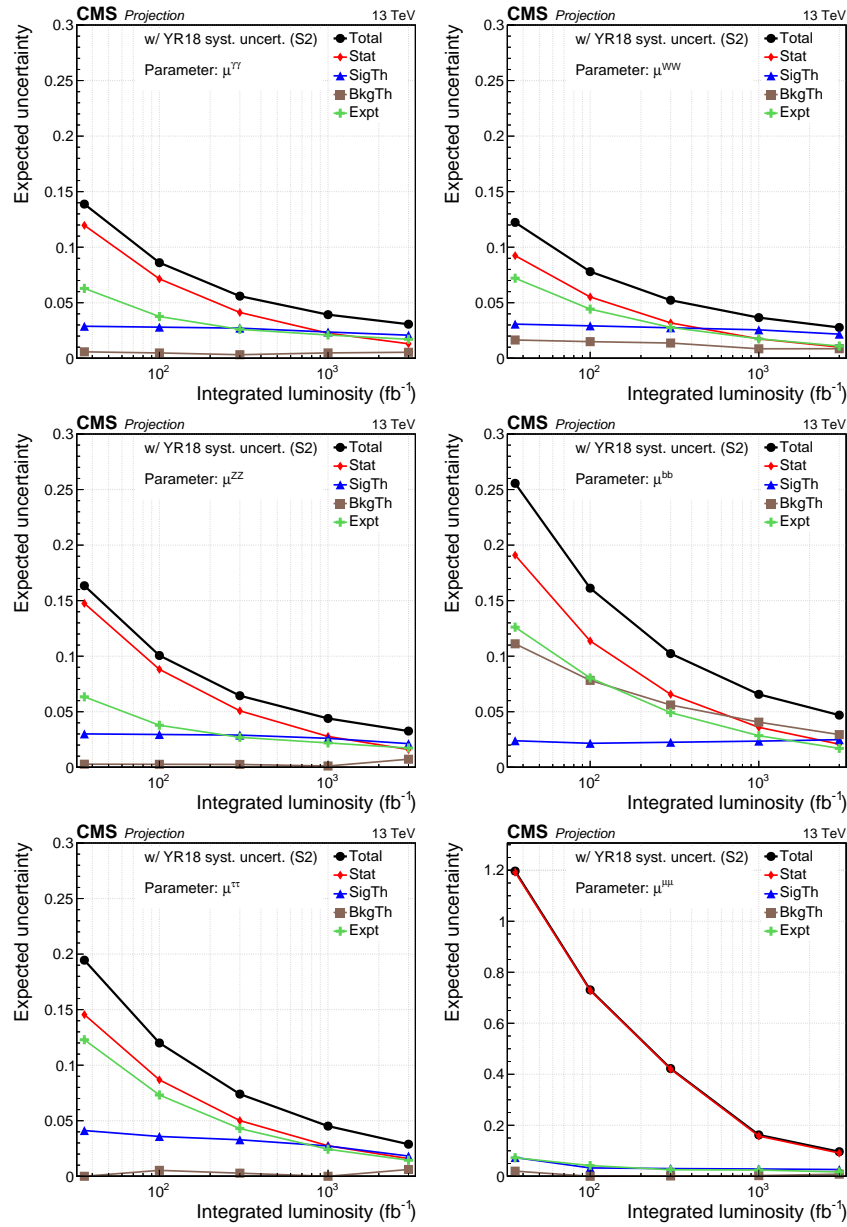 CMS Projection 13 TeV
w/ YR18 syst. uncert. (S2)
Parameter: μ^γγ
Total
Stat
SigTh
BkgTh
Expt
Expected uncertainty
0.3
0.25
0.2
0.15
0.1
0.05
0
10² 10³
Integrated luminosity (fb⁻¹)
CMS Projection 13 TeV
w/ YR18 syst. uncert. (S2)
Parameter: μ^WW
Total
Stat
SigTh
BkgTh
Expt
Expected uncertainty
0.3
0.25
0.2
0.15
0.1
0.05
0
10² 10³
Integrated luminosity (fb⁻¹)
CMS Projection 13 TeV
w/ YR18 syst. uncert. (S2)
Parameter: μ^ZZ
Total
Stat
SigTh
BkgTh
Expt
Expected uncertainty
0.3
0.25
0.2
0.15
0.1
0.05
0
10² 10³
Integrated luminosity (fb⁻¹)
CMS Projection 13 TeV
w/ YR18 syst. uncert. (S2)
Parameter: μ^bb
Total
Stat
SigTh
BkgTh
Expt
Expected uncertainty
0.3
0.25
0.2
0.15
0.1
0.05
0
10² 10³
Integrated luminosity (fb⁻¹)
CMS Projection 13 TeV
w/ YR18 syst. uncert. (S2)
Parameter: μ^ττ
Total
Stat
SigTh
BkgTh
Expt
Expected uncertainty
0.3
0.25
0.2
0.15
0.1
0.05
0
10² 10³
Integrated luminosity (fb⁻¹)
CMS Projection 13 TeV
w/ YR18 syst. uncert. (S2)
Parameter: μ^μμ
Total
Stat
SigTh
BkgTh
Expt
Expected uncertainty
1.2
1
0.8
0.6
0.4
0.2
0
10² 10³
Integrated luminosity (fb⁻¹)